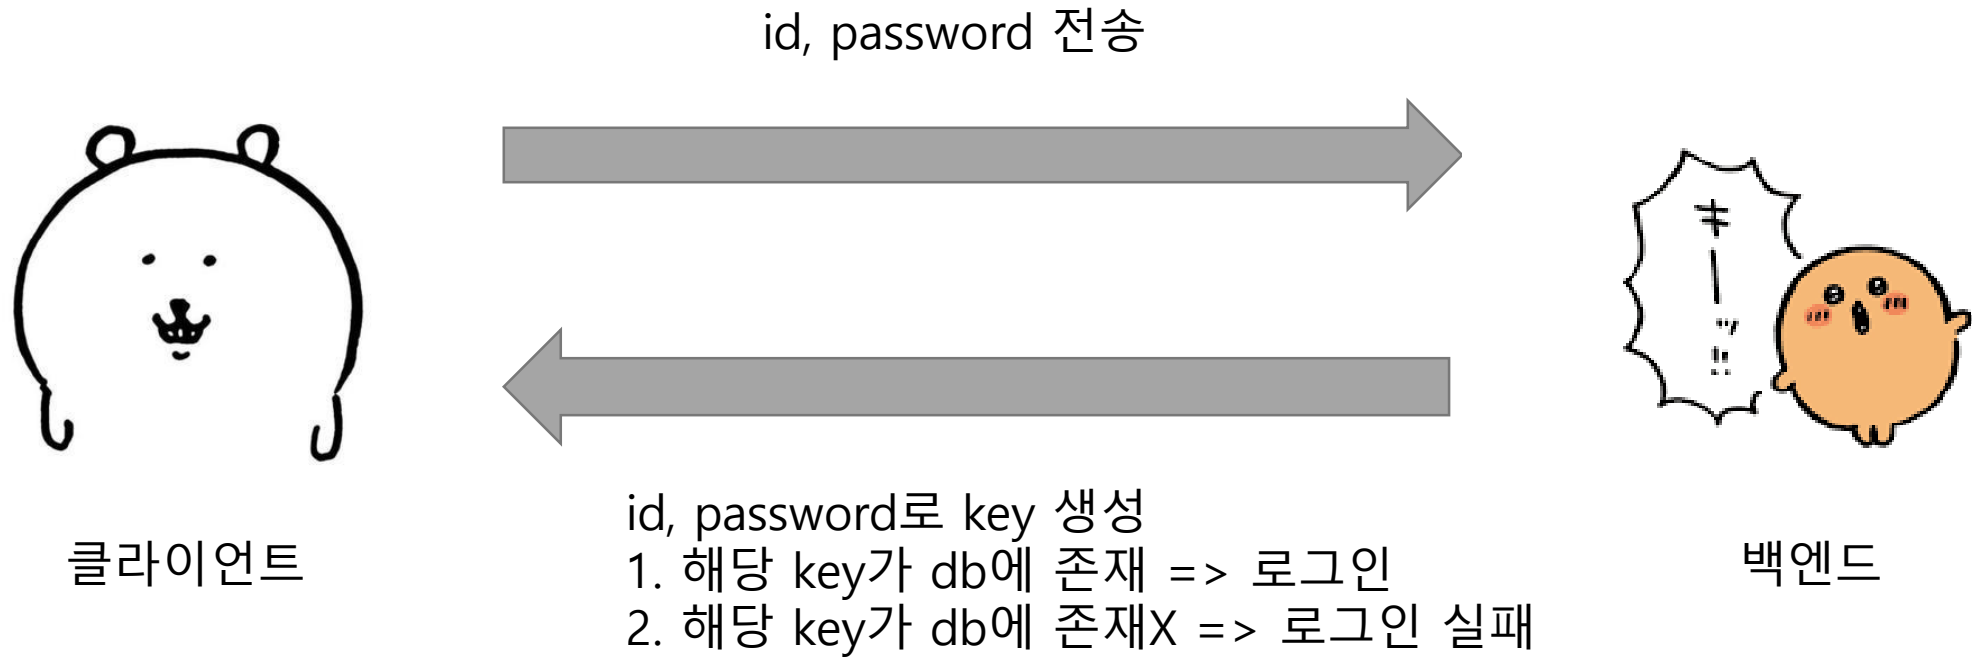 id, password 전송
キーッ!!
id, password로 key 생성
1. 해당 key가 db에 존재 => 로그인
2. 해당 key가 db에 존재X => 로그인 실패
클라이언트
백엔드